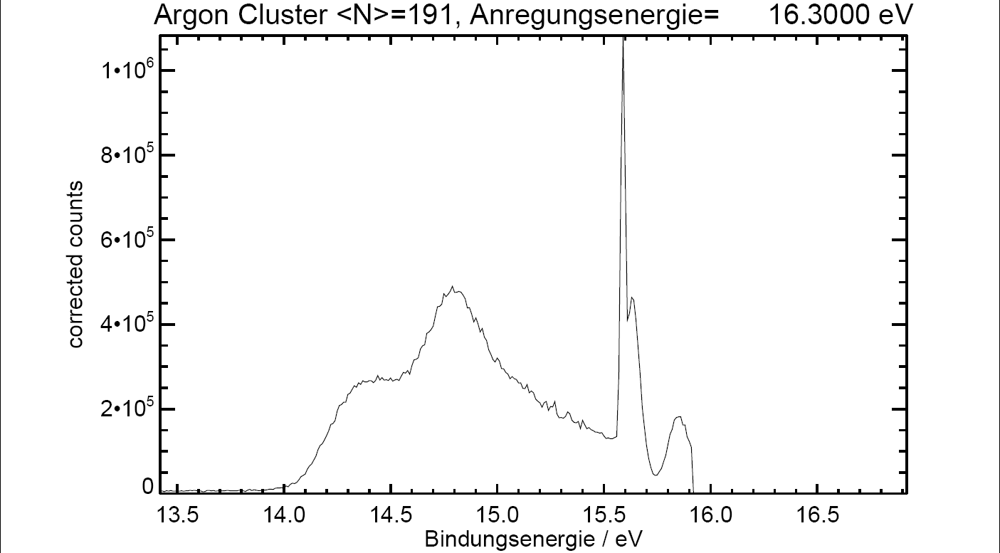 Argon Cluster <N>=191, Anregungsenergie= 16.3000 eV
1•10⁶
8•10⁵
6•10⁵
4•10⁵
2•10⁵
0
corrected counts
13.5 14.0 14.5 15.0 15.5 16.0 16.5
Bindungsenergie / eV